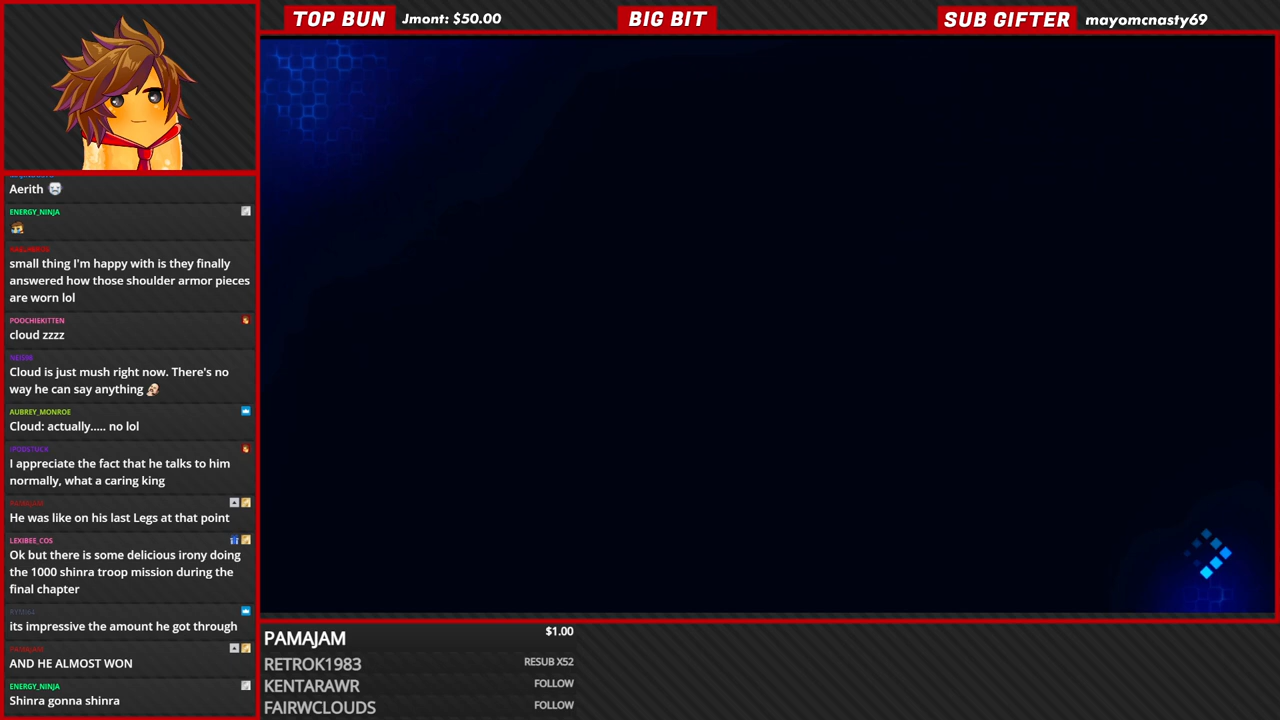 TOP BUN Jmont: $50.00 BIG BIT SUB GIFTER mayomcnasty69
Aerith
ENERGY_NINJA
small thing I'm happy with is they finally
answered how those shoulder armor pieces
are worn lol
POOCHIEKITTEN
cloud zzzz
Cloud is just mush right now. There's no
way he can say anything
AUBREY_MONROE
Cloud: actually..... no lol
I appreciate the fact that he talks to him
normally, what a caring king
PAMAJAM
He was like on his last Legs at that point
LEXIBEE_COS
Ok but there is some delicious irony doing
the 1000 shinra troop mission during the
final chapter
its impressive the amount he got through
PAMAJAM
AND HE ALMOST WON
ENERGY_NINJA
Shinra gonna shinra
PAMAJAM $1.00
RETROK1983 RESUB X52
KENTARAWR FOLLOW
FAIRWCLOUDS FOLLOW